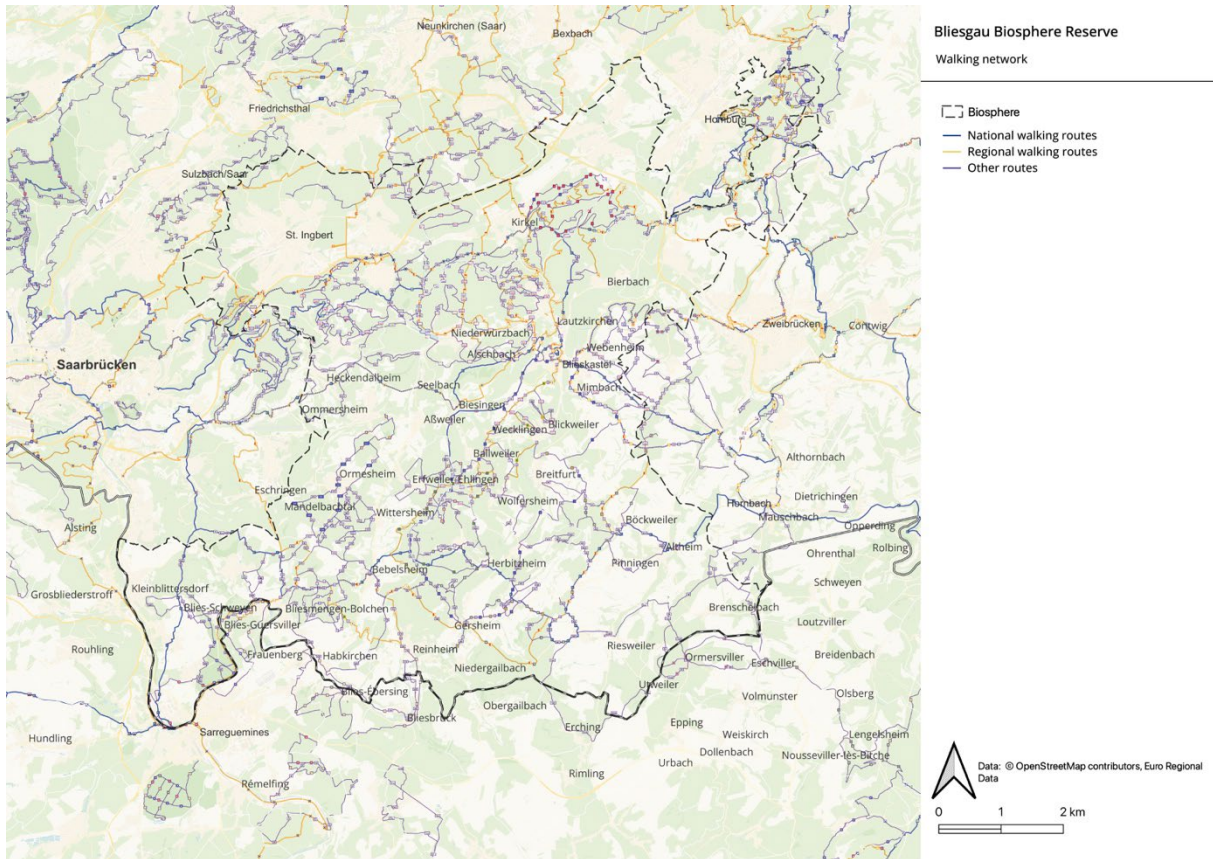 Bliesgau Biosphere Reserve
Walking network
Biosphere
National walking routes
Regional walking routes
Other routes
Neunkirchen (Saar)
Bexbach
Friedrichsthal
Homburg
Sulzbach/Saar
St. Ingbert
Kirkel
Bierbach
Lautzkirchen
Zweibrücken
Contwig
Niederwürzbach
Webenheim
Alschbach
Saarbrücken
Blieskastel
Heckendalheim
Seelbach
Mimbach
Ommersheim
Biesingen
Aßweiler
Blickweiler
Wecklingen
Ballweiler
Althornbach
Ormesheim
Erfweiler-Ehlingen
Breitfurt
Eschringen
Wolfersheim
Dietrichingen
Mandelbachtal
Hornbach
Wittersheim
Mauschbach
Böckweiler
Alsting
Opperding
Altheim
Rolbing
Ohrenthal
Bebelsheim
Herbitzheim
Pinningen
Schweyen
Kleinblittersdorf
Grosbliederstroff
Blies-Schweyen
Bliesmengen-Bolchen
Brenschelbach
Loutzviller
Blies-Guersviller
Gersheim
Rouhling
Reinheim
Riesweiler
Frauenberg
Habkirchen
Ormersviller
Breidenbach
Niedergailbach
Eschviller
Utweiler
Blies-Ebersing
Olsberg
Volmunster
Obergailbach
Bliesbruck
Epping
Erching
Sarreguemines
Weiskirch
Lengelsheim
Hundling
Dollenbach
Nousseviller-lès-Bitche
Urbach
Rimling
Rémelfing
Data: © OpenStreetMap contributors, Euro Regional
Data
0 1 2 km